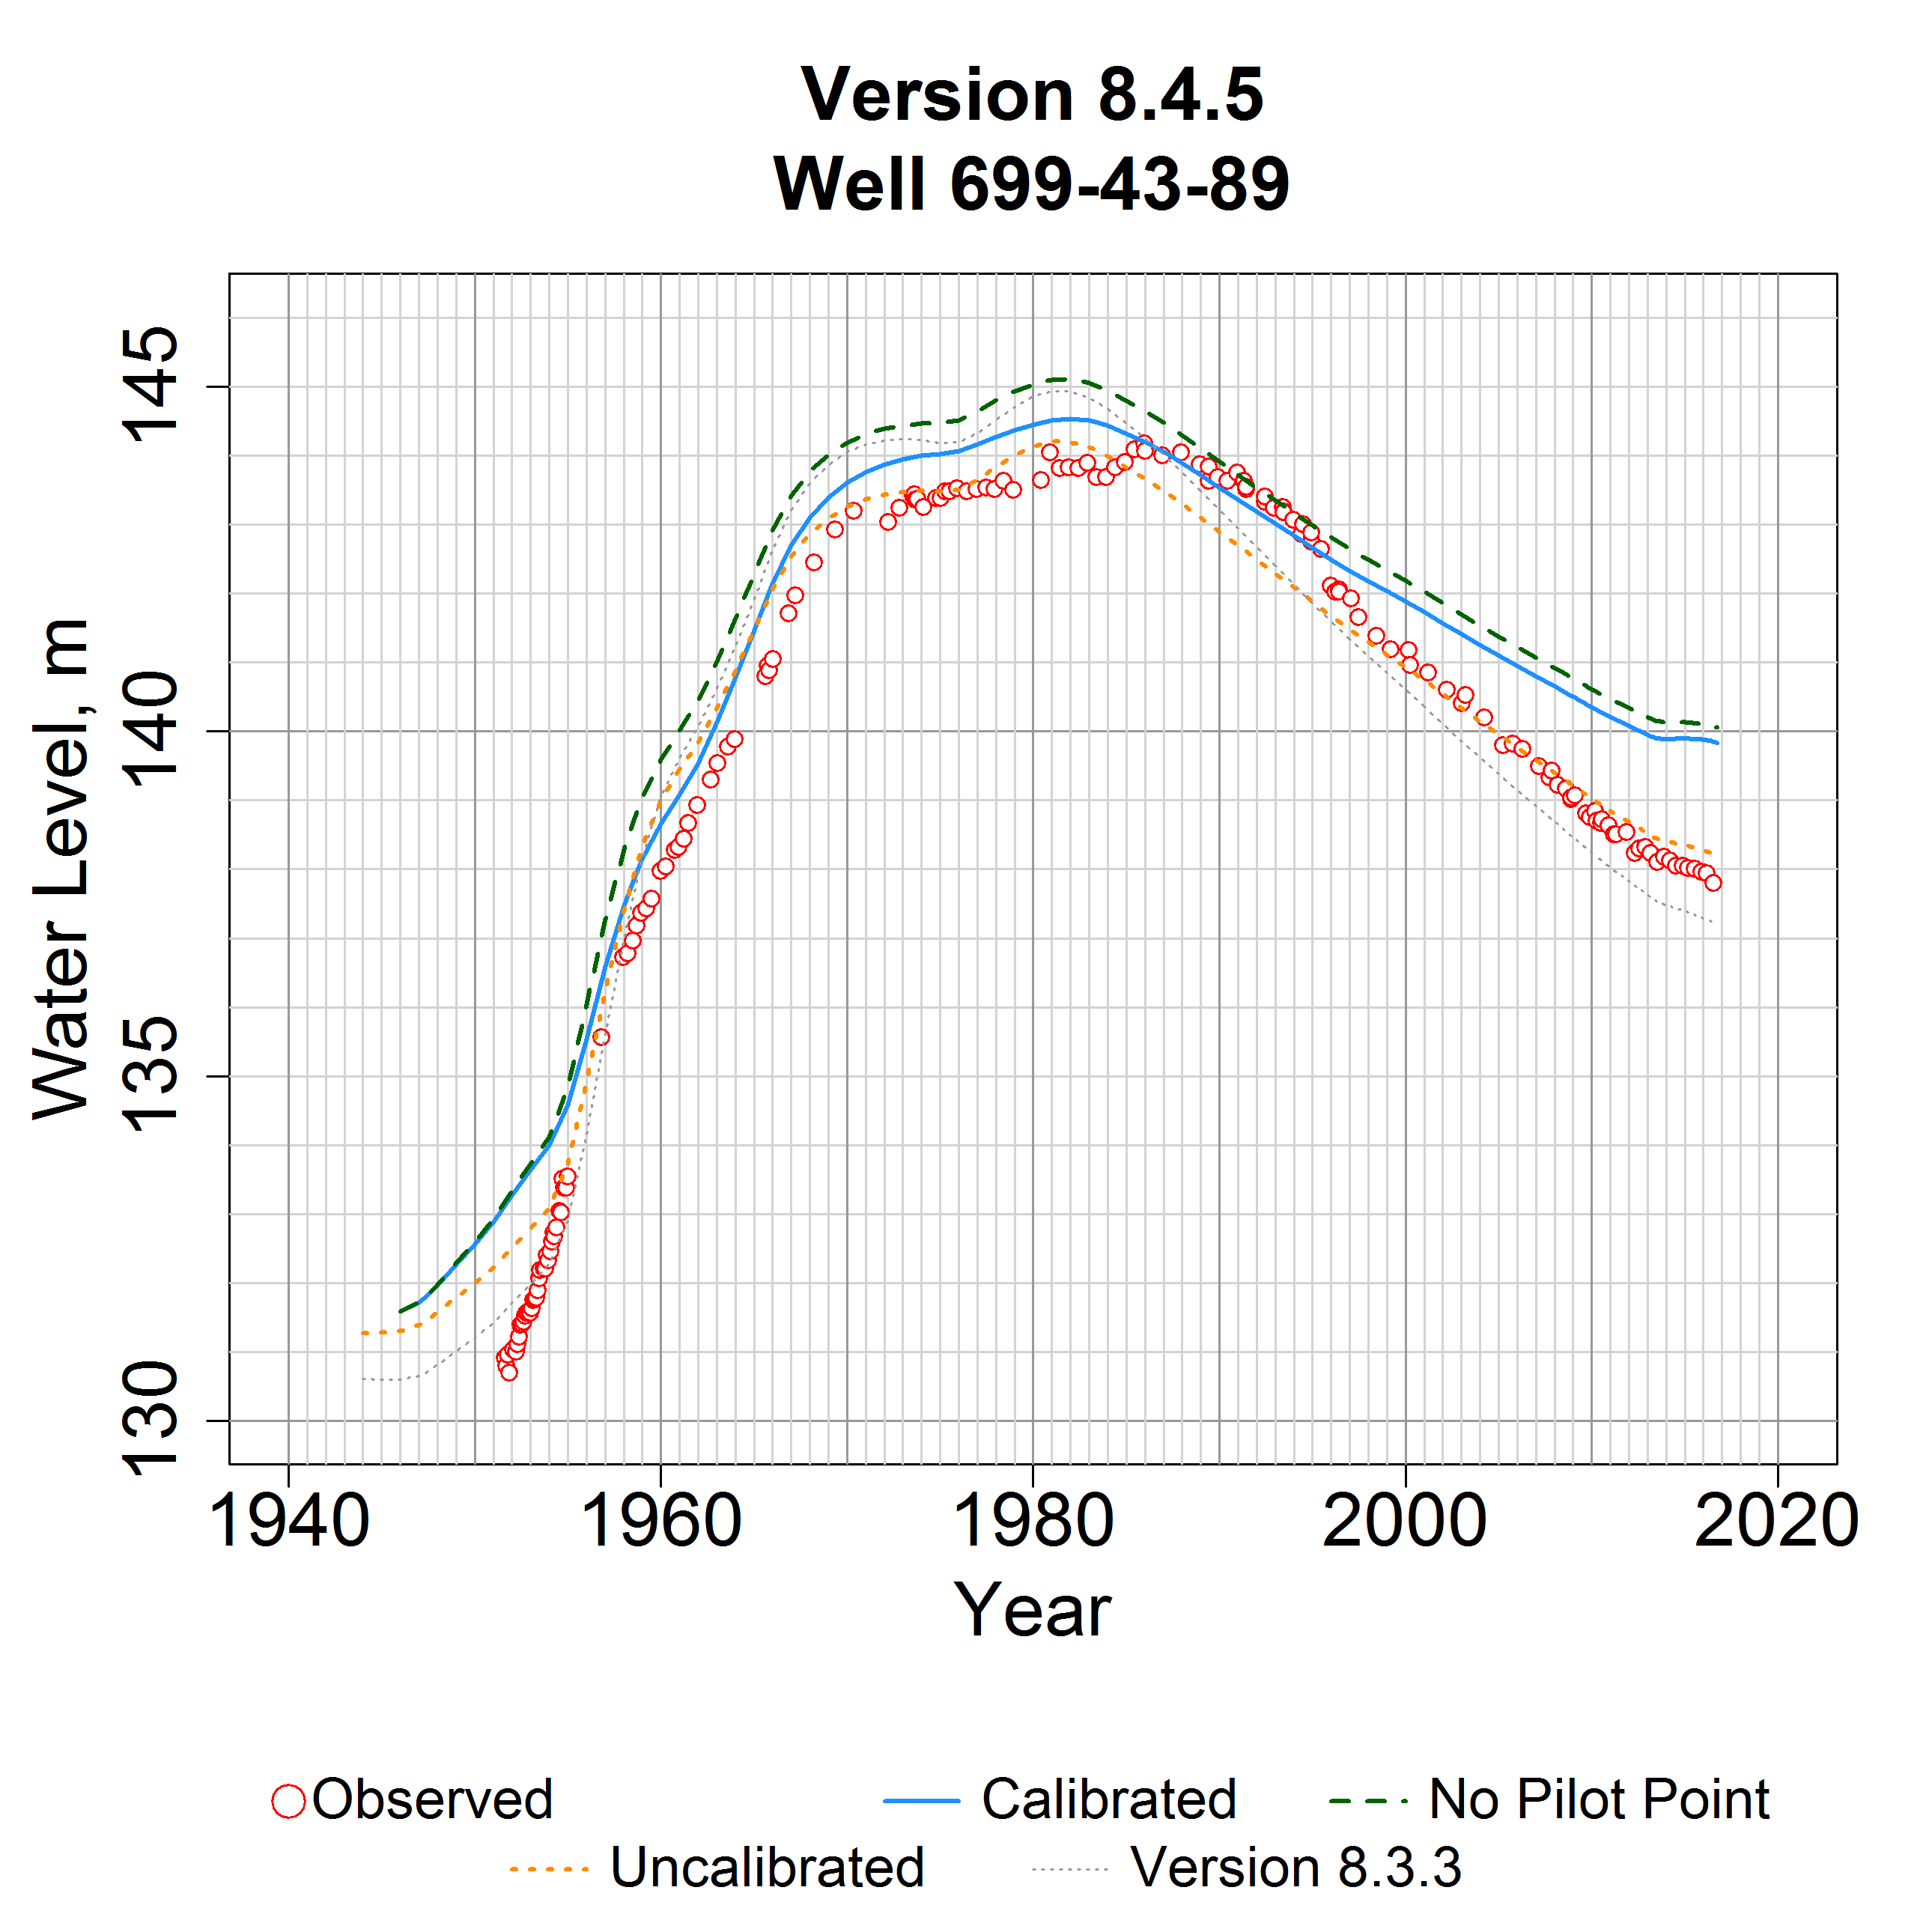 Version 8.4.5
Well 699-43-89
Water Level, m
145
140
135
130
1940 1960 1980 2000 2020
Year
Observed Calibrated No Pilot Point
Uncalibrated Version 8.3.3